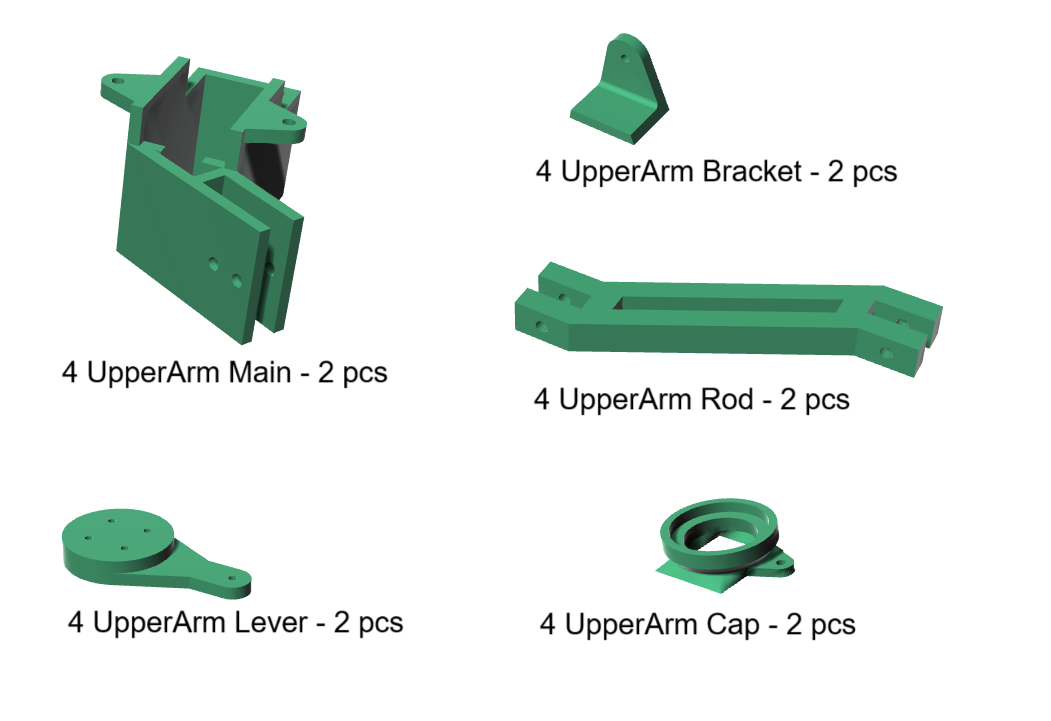 4 UpperArm Bracket - 2 pcs
4 UpperArm Main - 2 pcs
4 UpperArm Rod - 2 pcs
4 UpperArm Lever - 2 pcs
4 UpperArm Cap - 2 pcs